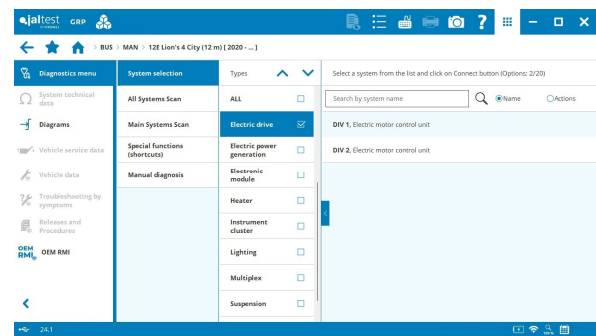 jaltest GRP
BUS > MAN > 12E Lion's 4 City (12 m) [ 2020 - ... ]
Diagnostics menu
System technical
data
Diagrams
Vehicle service data
Vehicle data
Troubleshooting by
symptoms
Releases and
Procedures
OEM
RMI OEM RMI
System selection
All Systems Scan
Main Systems Scan
Special functions
(shortcuts)
Manual diagnosis
Types
ALL
Electric drive
Electric power
generation
Electronic
module
Heater
Instrument
cluster
Lighting
Multiplex
Suspension
Select a system from the list and click on Connect button (Options: 2/20)
Search by system name
Name
Actions
DIV 1, Electric motor control unit
DIV 2, Electric motor control unit
24.1